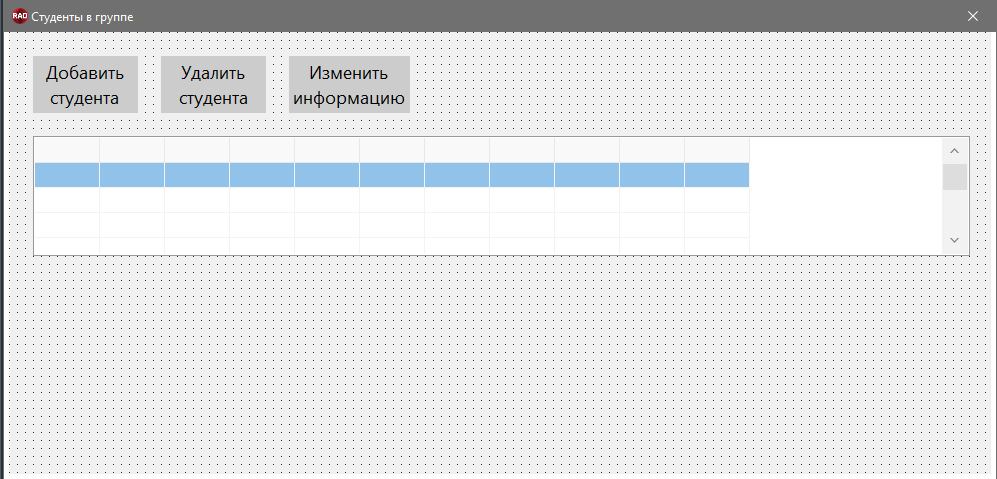 RAD Студенты в группе
Добавить
студента
Удалить
студента
Изменить
информацию